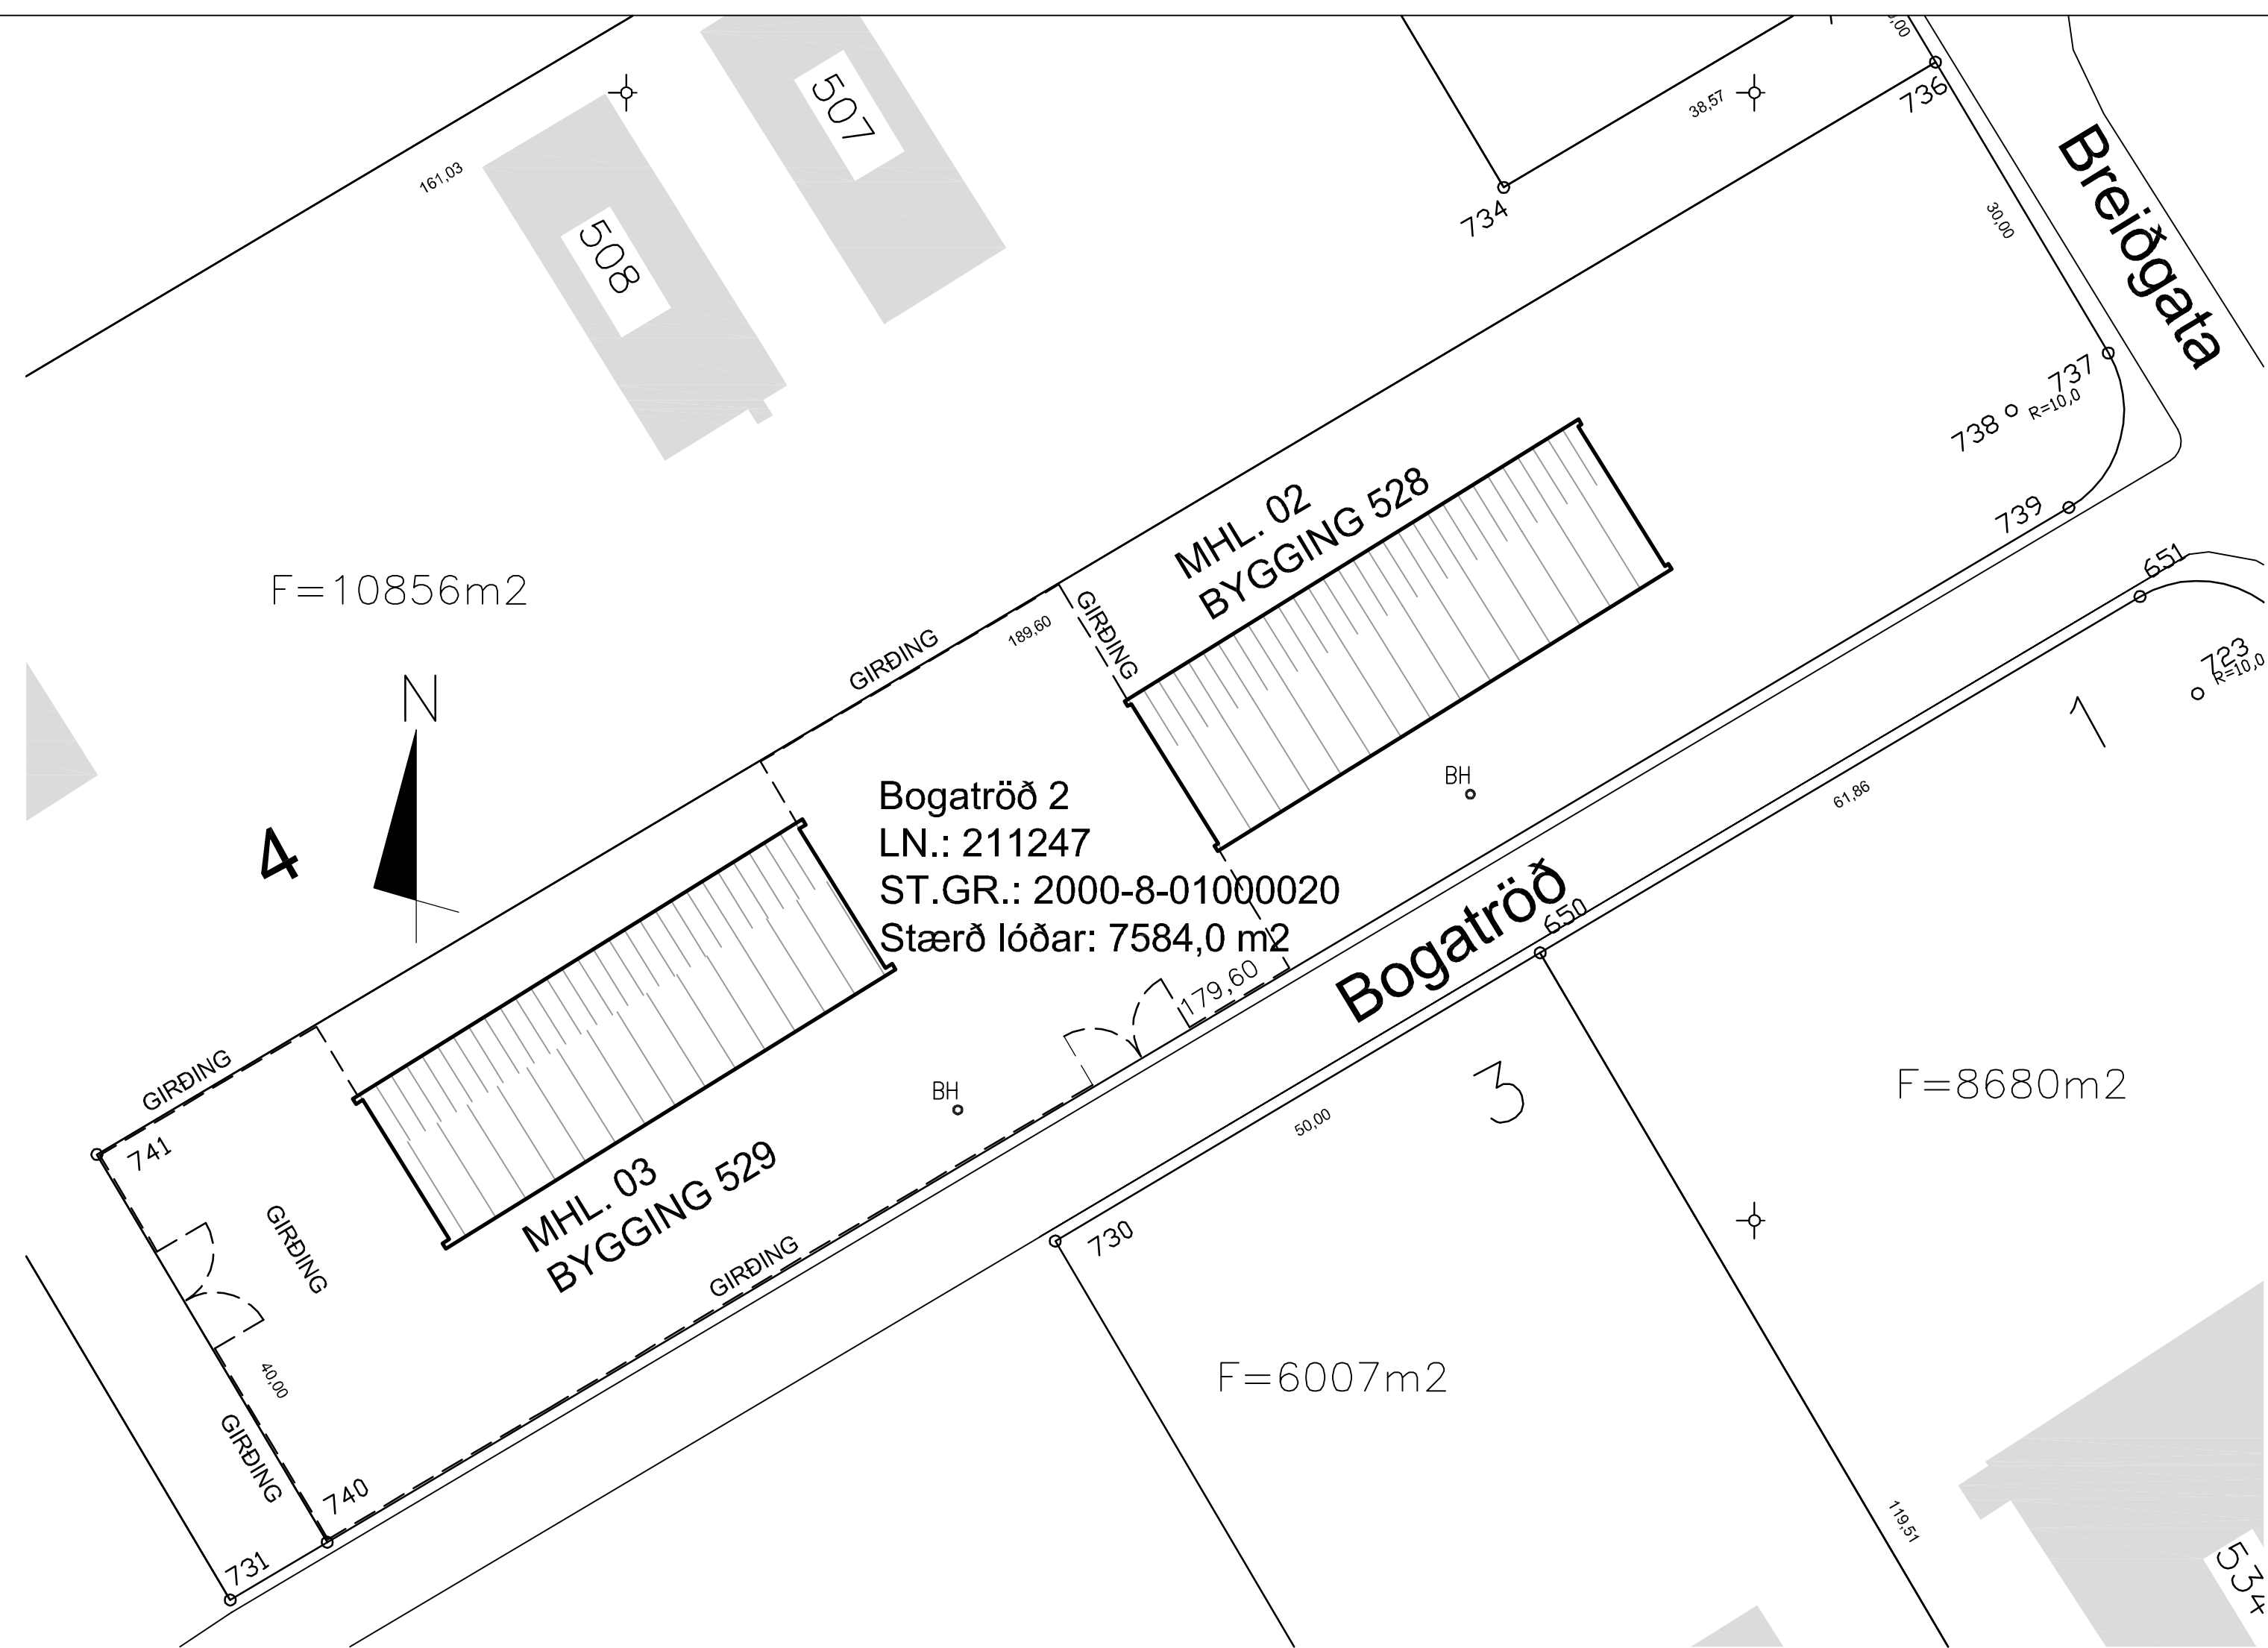 507
508
161,03
38,57
736
734
Breiðgata
30,00
737
R=10,0
738
739
651
723
R=10,0
1
MHL. 02
BYGGING 528
GIRÐING
GIRÐING
189,60
F=10856m2
N
4
Bogatröð 2
LN.: 211247
ST.GR.: 2000-8-01000020
Stærð lóðar: 7584,0 m2
BH
61,86
Bogatröð
650
179,60
3
50,00
F=8680m2
BH
GIRÐING
741
MHL. 03
BYGGING 529
GIRÐING
GIRÐING
730
40,00
GIRÐING
740
731
F=6007m2
119,51
534